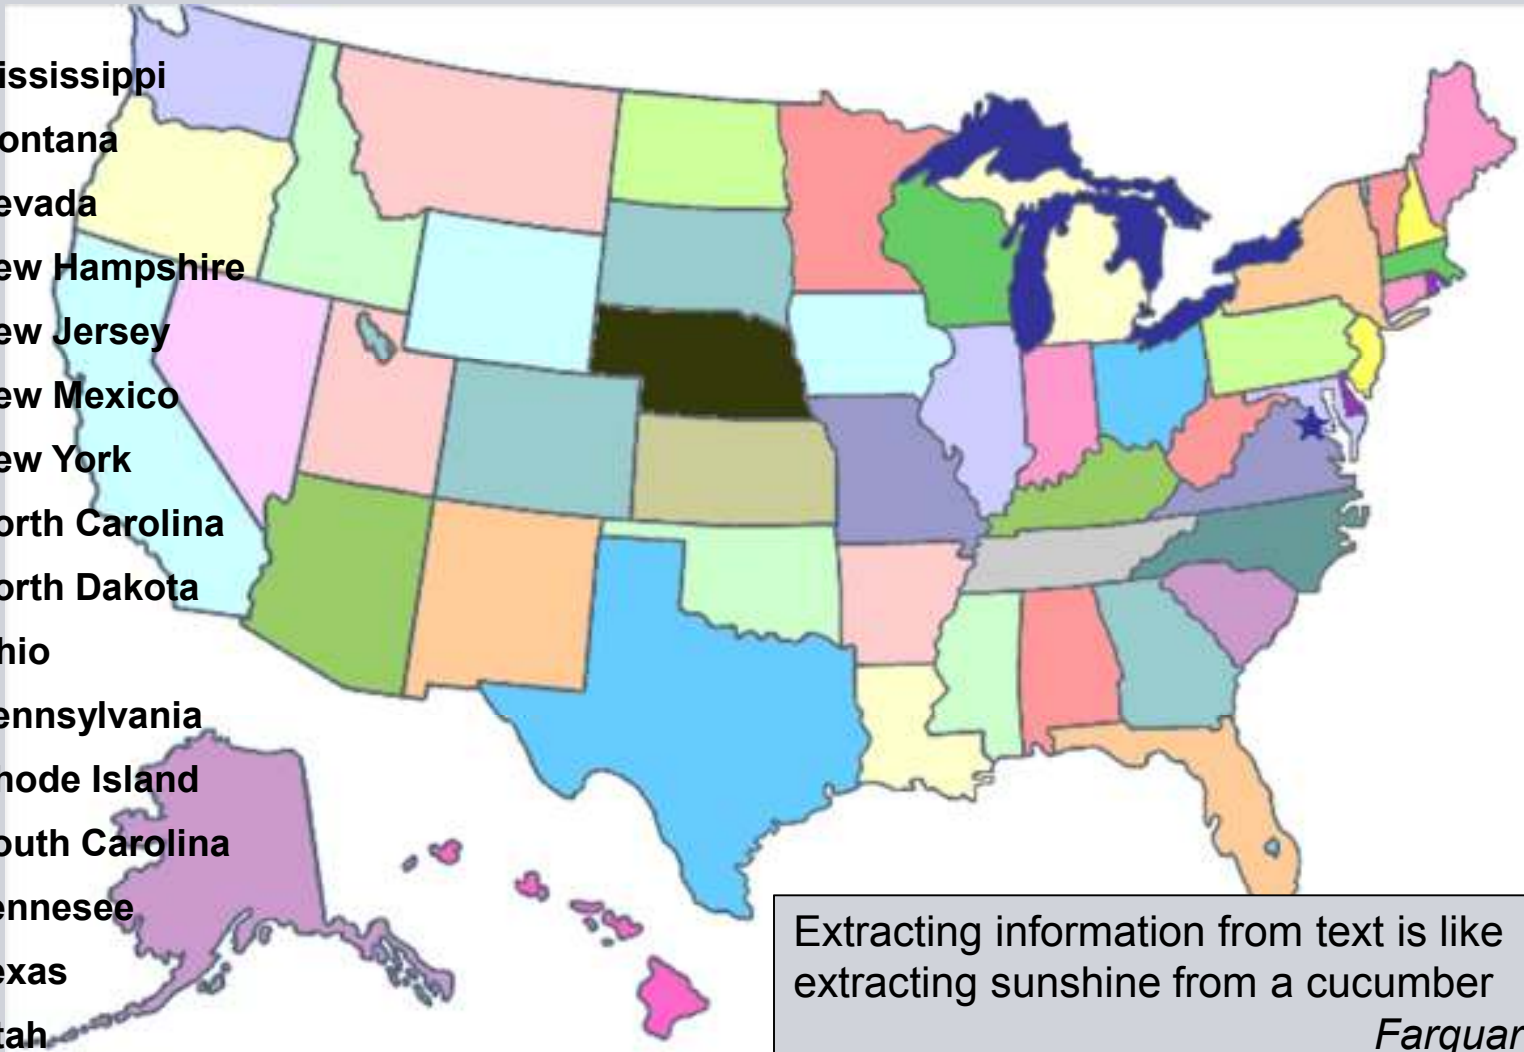 ississippi
ontana
evada
ew Hampshire
ew Jersey
ew Mexico
ew York
orth Carolina
orth Dakota
hio
ennsylvania
hode Island
outh Carolina
ennesee
exas
tah
Extracting information from text is like
extracting sunshine from a cucumber
Farquar